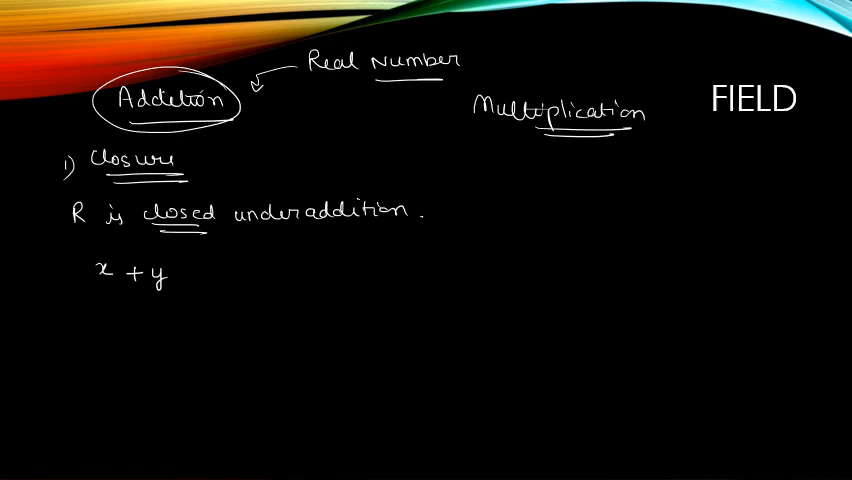 Real Number
Addition
Multiplication
FIELD
1) Closure
R is closed under addition.
x + y